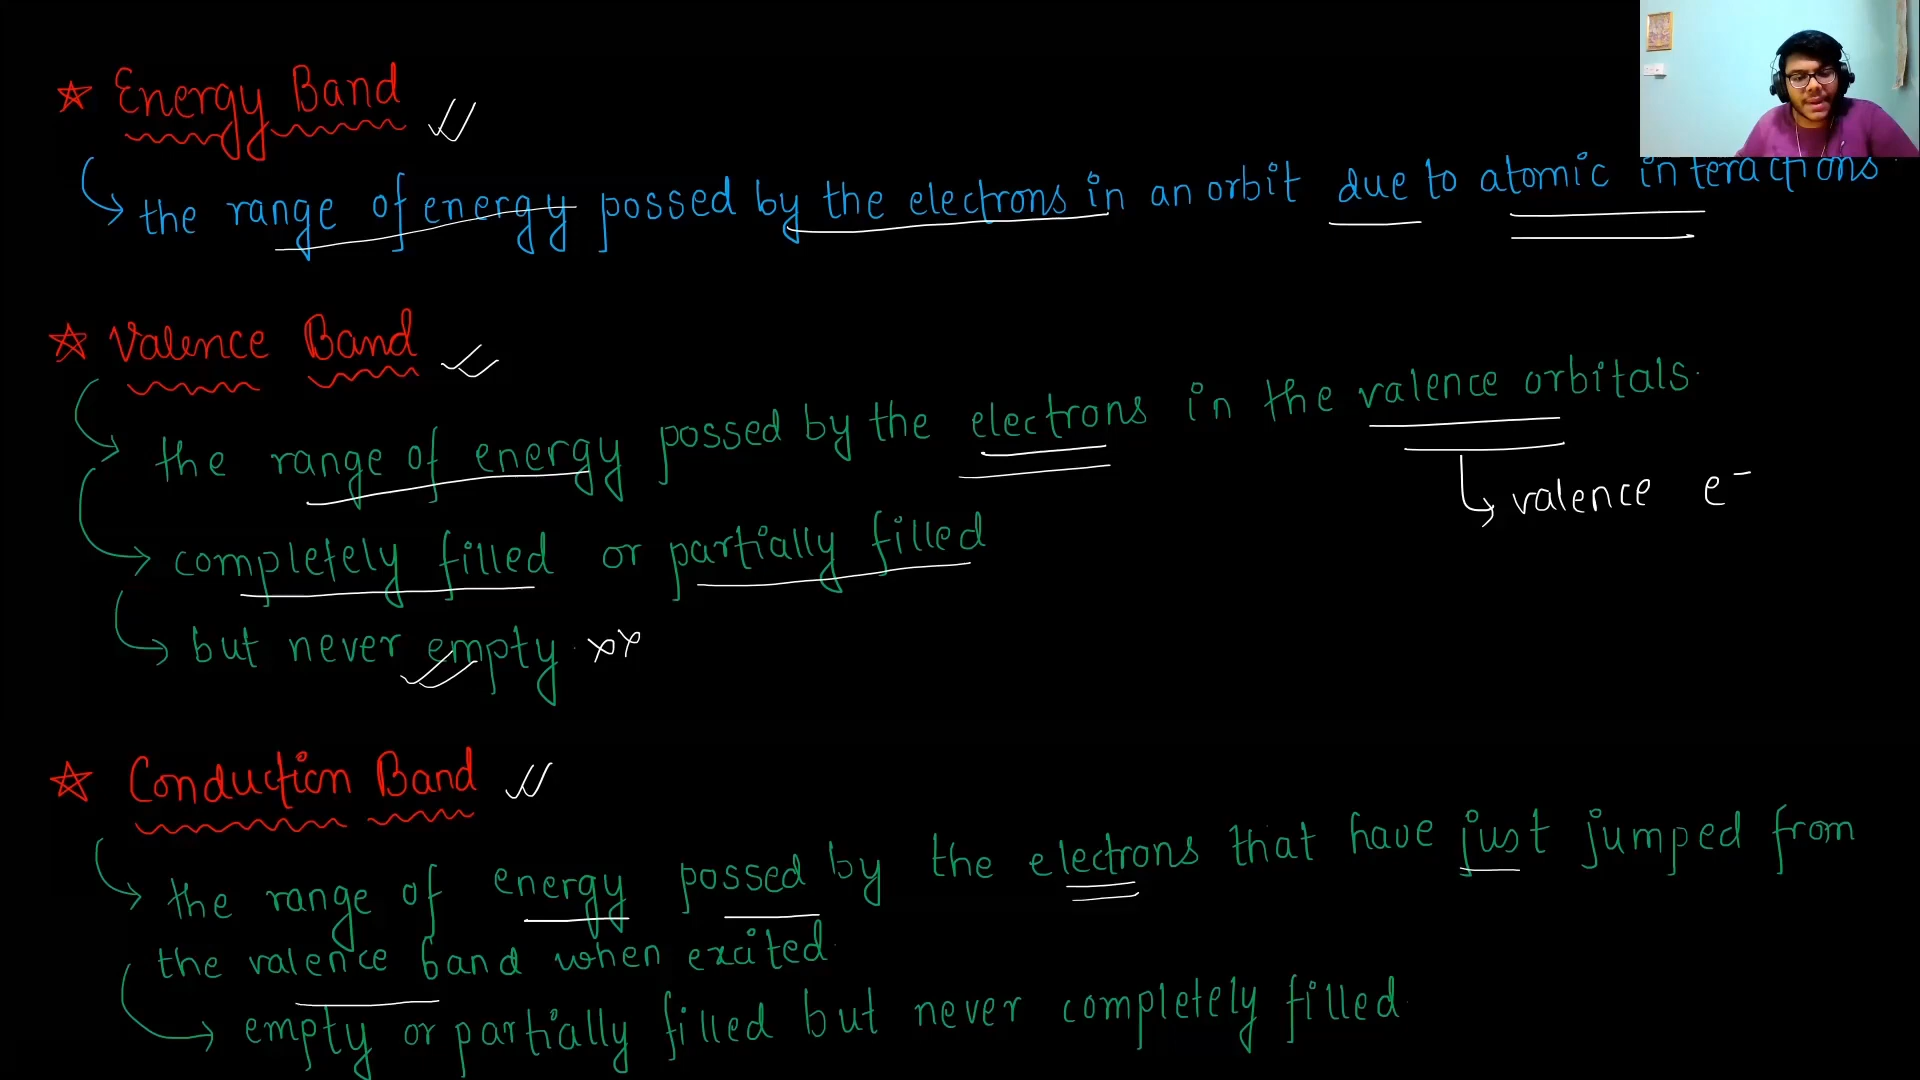 Energy Band
the range of energy possed by the electrons in an orbit due to atomic interactions.
Valence Band
the range of energy possed by the electrons in the valence orbitals.
valence e-
completely filled or partially filled
but never empty.
Conduction Band
the range of energy possed by the electrons that have just jumped from
the valence band when excited.
empty or partially filled but never completely filled.